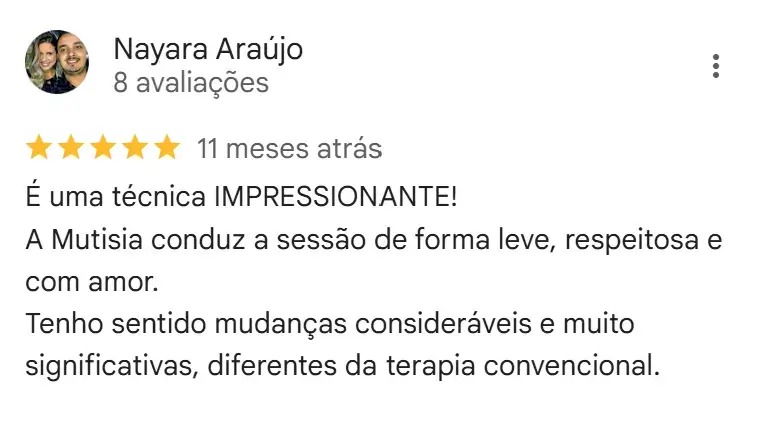 Nayara Araújo
8 avaliações
11 meses atrás
É uma técnica IMPRESSIONANTE!
A Mutisia conduz a sessão de forma leve, respeitosa e
com amor.
Tenho sentido mudanças consideráveis e muito
significativas, diferentes da terapia convencional.